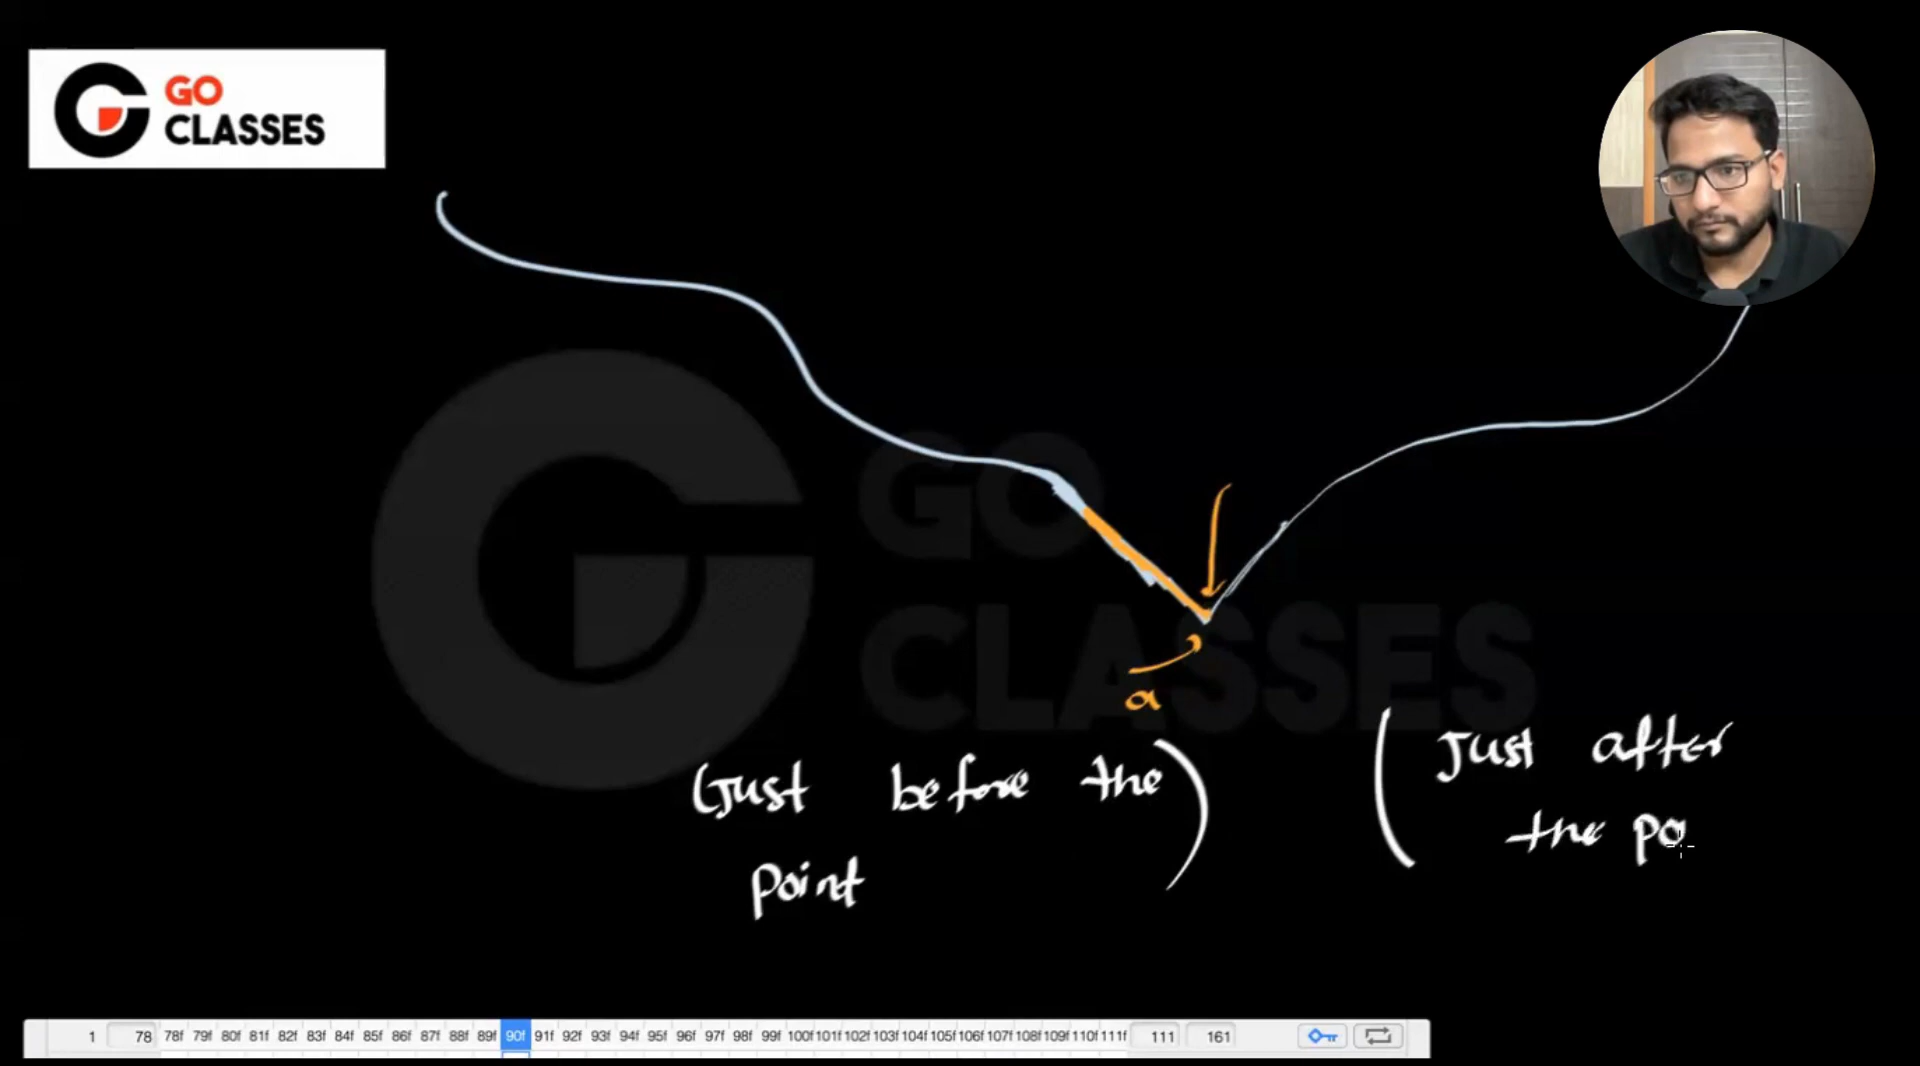 GO
CLASSES
GO
CLASSES
a
(Just before the
point)
(Just after
the po
1 78 78f 79f 80f 81f 82f 83f 84f 85f 86f 87f 88f 89f 90f 91f 92f 93f 94f 95f 96f 97f 98f 99f 100f 101f 102f 103f 104f 105f 106f 107f 108f 109f 110f 111f 111 161